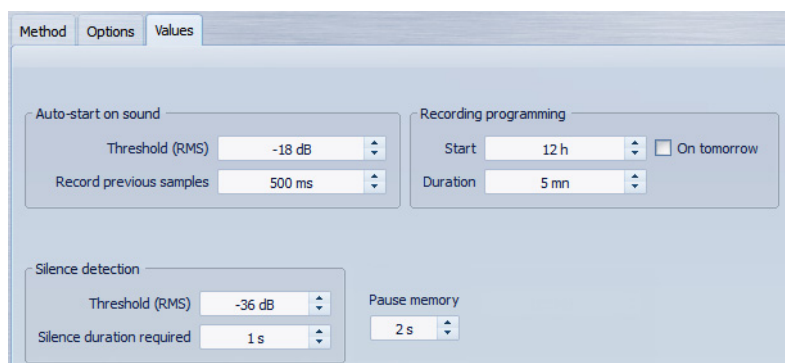 Method Options Values
Auto-start on sound
Threshold (RMS) -18 dB
Record previous samples 500 ms
Recording programming
Start 12 h On tomorrow
Duration 5 mn
Silence detection
Threshold (RMS) -36 dB
Silence duration required 1 s
Pause memory
2 s